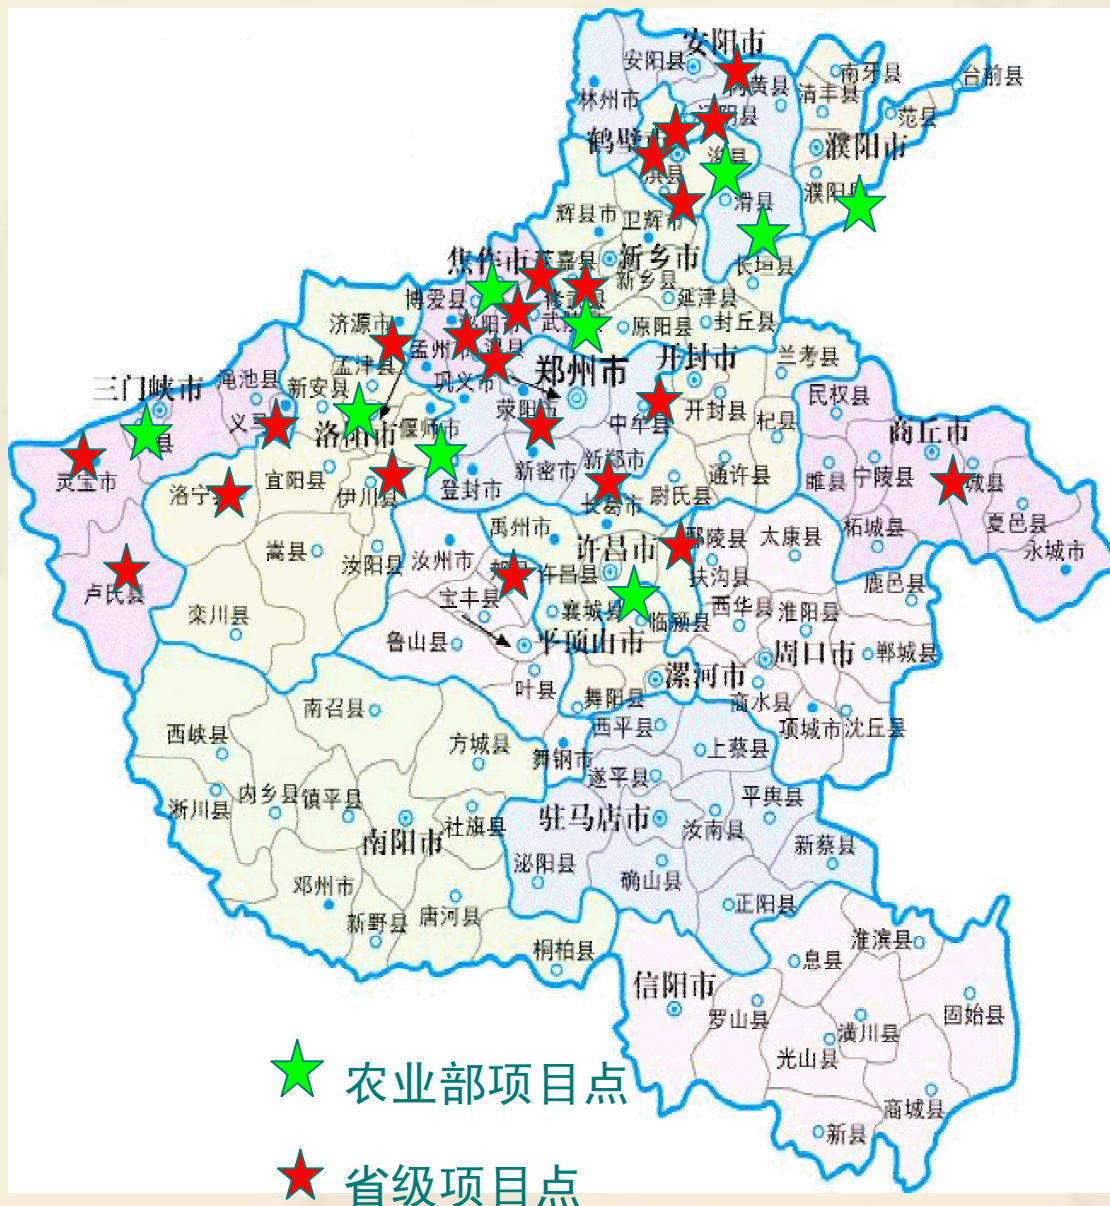 安阳市
安阳县
南牙县
台前县
林州市
清丰县
范县
鹤壁
濮阳市
淇县
濮阳县
滑县
辉县市
卫辉市
焦作市
新乡市
长垣县
新乡县
博爱县
延津县
济源市
原阳县
封丘县
孟津县
温县
郑州市
开封市
兰考县
三门峡市
渑池县
新安县
巩义市
荥阳市
民权县
开封县
中牟县
杞县
洛阳市
偃师市
商丘市
灵宝市
宜阳县
新密市
新郑市
通许县
睢县
宁陵县
洛宁县
伊川县
登封市
尉氏县
长葛市
夏邑县
禹州市
柘城县
嵩县
汝阳县
汝州市
许昌市
鄢陵县
太康县
永城市
许昌县
扶沟县
卢氏县
宝丰县
鹿邑县
襄城县
西华县
淮阳县
栾川县
临颍县
鲁山县
平顶山市
周口市
郸城县
漯河市
叶县
舞阳县
商水县
南召县
项城市
沈丘县
西平县
西峡县
方城县
上蔡县
舞钢市
遂平县
内乡县
镇平县
平舆县
淅川县
南阳市
社旗县
驻马店市
汝南县
新蔡县
泌阳县
确山县
邓州市
正阳县
新野县
唐河县
桐柏县
淮滨县
息县
信阳市
罗山县
固始县
潢川县
光山县
商城县
新县
农业部项目点
省级项目点